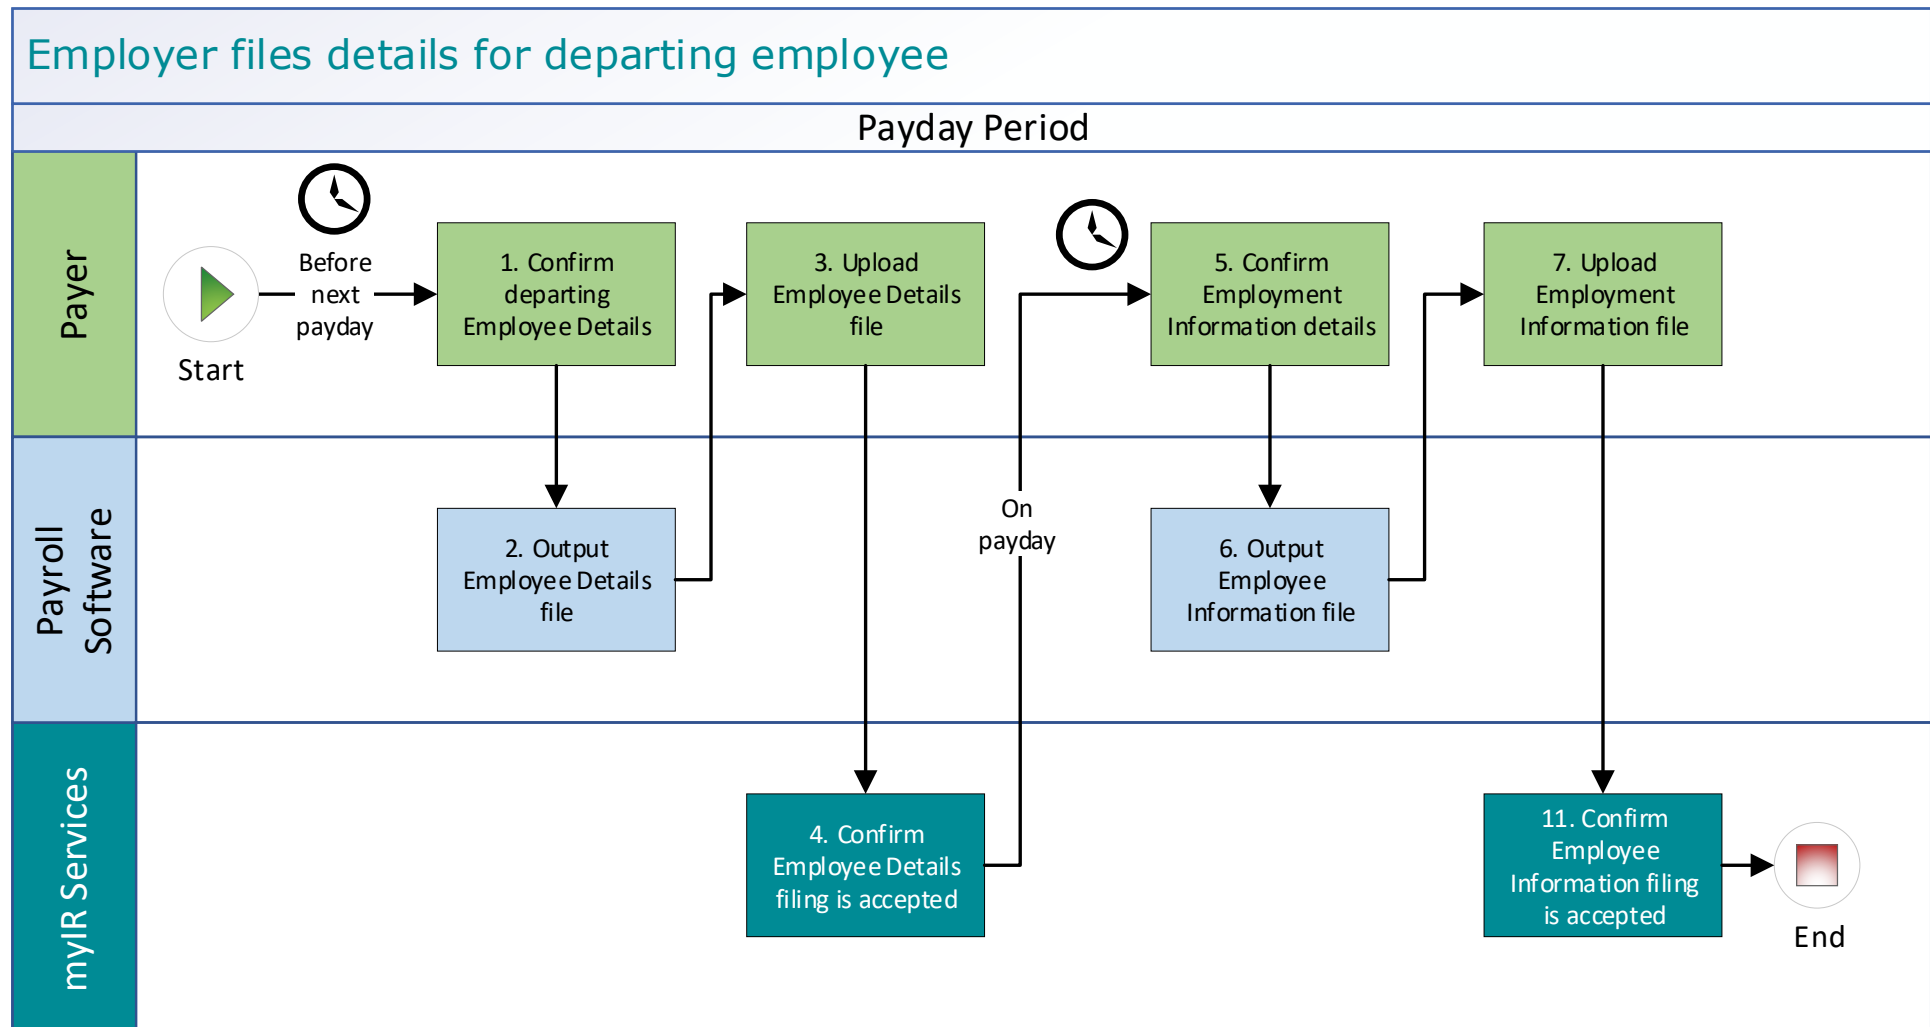 Employer files details for departing employee
Payday Period
Payer
Start
Before
next
payday
1. Confirm
departing
Employee Details
3. Upload
Employee Details
file
5. Confirm
Employment
Information details
7. Upload
Employment
Information file
Payroll
Software
2. Output
Employee Details
file
On
payday
6. Output
Employee
Information file
myIR Services
4. Confirm
Employee Details
filing is accepted
11. Confirm
Employee
Information filing
is accepted
End